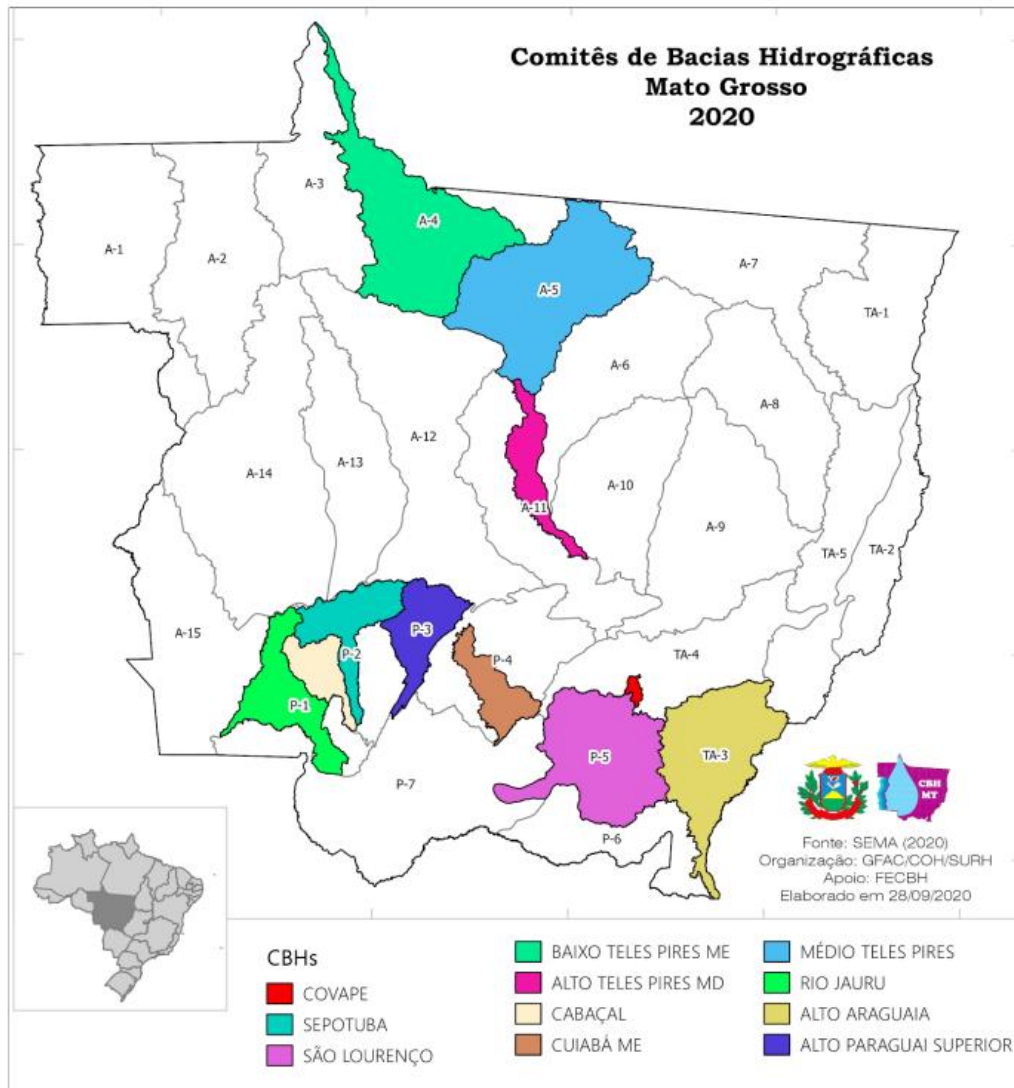 Comitês de Bacias Hidrográficas
Mato Grosso
2020
A-3
A-4
A-1
A-2
A-7
A-5
TA-1
A-6
A-8
A-12
A-13
A-14
A-10
A-11
A-9
TA-5
TA-2
A-15
P-3
P-2
P-4
TA-4
P-1
P-5
TA-3
P-7
P-6
CBH
MT
Fonte: SEMA (2020)
Organização: GFAC/COH/SURH
Apoio: FECBH
Elaborado em 28/09/2020
CBHs
COVAPE
SEPOTUBA
SÃO LOURENÇO
BAIXO TELES PIRES ME
ALTO TELES PIRES MD
CABAÇAL
CUIABÁ ME
MÉDIO TELES PIRES
RIO JAURU
ALTO ARAGUAIA
ALTO PARAGUAI SUPERIOR